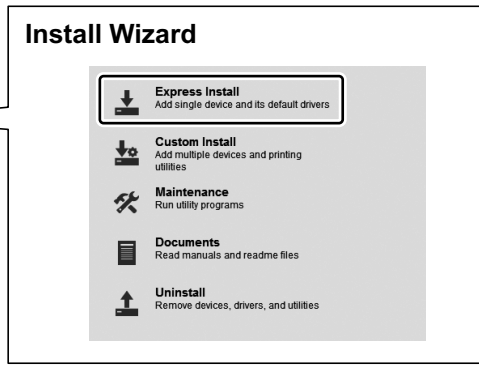 Install Wizard
Express Install
Add single device and its default drivers
Custom Install
Add multiple devices and printing
utilities
Maintenance
Run utility programs
Documents
Read manuals and readme files
Uninstall
Remove devices, drivers, and utilities